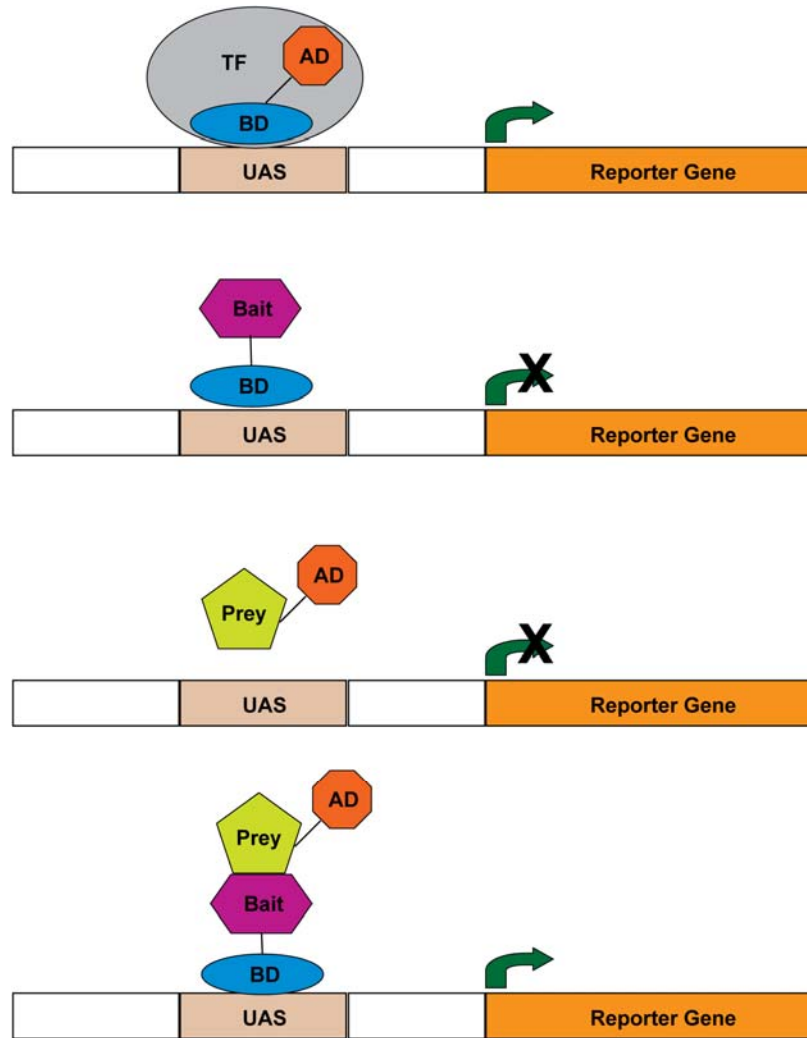 TF
AD
BD
UAS
Reporter Gene
Bait
BD
X
UAS
Reporter Gene
AD
Prey
X
UAS
Reporter Gene
AD
Prey
Bait
BD
UAS
Reporter Gene